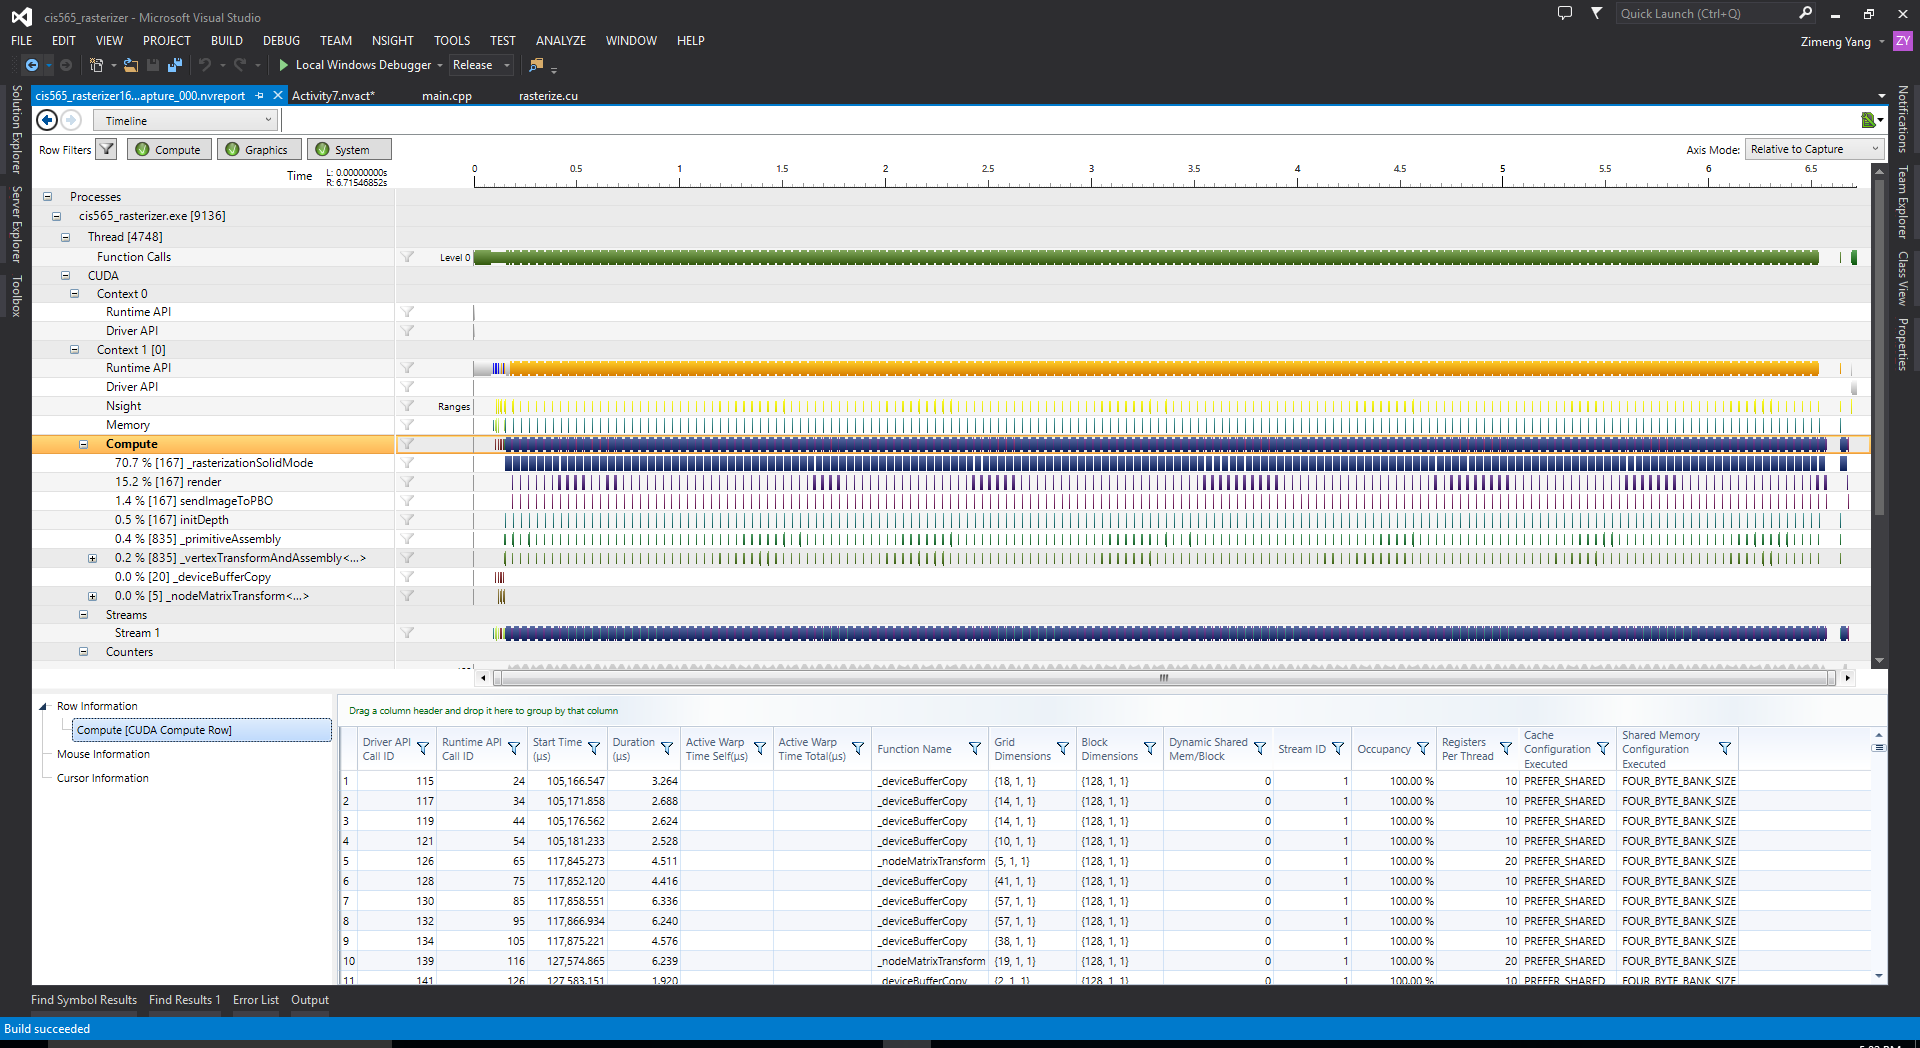 cis565_rasterizer - Microsoft Visual Studio
Quick Launch (Ctrl+Q)
FILE EDIT VIEW PROJECT BUILD DEBUG TEAM NSIGHT TOOLS TEST ANALYZE WINDOW HELP
Zimeng Yang ZY
Local Windows Debugger Release
cis565_rasterizer16...apture_000.nvreport Activity7.nvact* main.cpp rasterize.cu
Solution Explorer
Server Explorer
Toolbox
Notifications
Team Explorer
Class View
Properties
Timeline
Row Filters Compute Graphics System
Axis Mode: Relative to Capture
Time L: 0.00000000s
R: 6.71546852s
0 0.5 1 1.5 2 2.5 3 3.5 4 4.5 5 5.5 6 6.5
Processes
cis565_rasterizer.exe [9136]
Thread [4748]
Function Calls Level 0
CUDA
Context 0
Runtime API
Driver API
Context 1 [0]
Runtime API
Driver API
Nsight Ranges
Memory
Compute
70.7 % [167] _rasterizationSolidMode
15.2 % [167] render
1.4 % [167] sendImageToPBO
0.5 % [167] initDepth
0.4 % [835] _primitiveAssembly
0.2 % [835] _vertexTransformAndAssembly<...>
0.0 % [20] _deviceBufferCopy
0.0 % [5] _nodeMatrixTransform<...>
Streams
Stream 1
Counters
Row Information
Compute [CUDA Compute Row]
Mouse Information
Cursor Information
Drag a column header and drop it here to group by that column
Driver API Call ID Runtime API Call ID Start Time (μs) Duration (μs) Active Warp Time Self(μs) Active Warp Time Total(μs) Function Name Grid Dimensions Block Dimensions Dynamic Shared Mem/Block Stream ID Occupancy Registers Per Thread Cache Configuration Executed Shared Memory Configuration Executed
1 115 24 105,166.547 3.264 _deviceBufferCopy {18, 1, 1} {128, 1, 1} 0 1 100.00 % 10 PREFER_SHARED FOUR_BYTE_BANK_SIZE
2 117 34 105,171.858 2.688 _deviceBufferCopy {14, 1, 1} {128, 1, 1} 0 1 100.00 % 10 PREFER_SHARED FOUR_BYTE_BANK_SIZE
3 119 44 105,176.562 2.624 _deviceBufferCopy {14, 1, 1} {128, 1, 1} 0 1 100.00 % 10 PREFER_SHARED FOUR_BYTE_BANK_SIZE
4 121 54 105,181.233 2.528 _deviceBufferCopy {10, 1, 1} {128, 1, 1} 0 1 100.00 % 10 PREFER_SHARED FOUR_BYTE_BANK_SIZE
5 126 65 117,845.273 4.511 _nodeMatrixTransform {5, 1, 1} {128, 1, 1} 0 1 100.00 % 20 PREFER_SHARED FOUR_BYTE_BANK_SIZE
6 128 75 117,852.120 4.416 _deviceBufferCopy {41, 1, 1} {128, 1, 1} 0 1 100.00 % 10 PREFER_SHARED FOUR_BYTE_BANK_SIZE
7 130 85 117,858.551 6.336 _deviceBufferCopy {57, 1, 1} {128, 1, 1} 0 1 100.00 % 10 PREFER_SHARED FOUR_BYTE_BANK_SIZE
8 132 95 117,866.934 6.240 _deviceBufferCopy {57, 1, 1} {128, 1, 1} 0 1 100.00 % 10 PREFER_SHARED FOUR_BYTE_BANK_SIZE
9 134 105 117,875.221 4.576 _deviceBufferCopy {38, 1, 1} {128, 1, 1} 0 1 100.00 % 10 PREFER_SHARED FOUR_BYTE_BANK_SIZE
10 139 116 127,574.865 6.239 _nodeMatrixTransform {19, 1, 1} {128, 1, 1} 0 1 100.00 % 20 PREFER_SHARED FOUR_BYTE_BANK_SIZE
11 141 126 127,583.151 1.920 _deviceBufferCopy {2, 1, 1} {128, 1, 1} 0 1 100.00 % 10 PREFER_SHARED FOUR_BYTE_BANK_SIZE
Find Symbol Results Find Results 1 Error List Output
Build succeeded